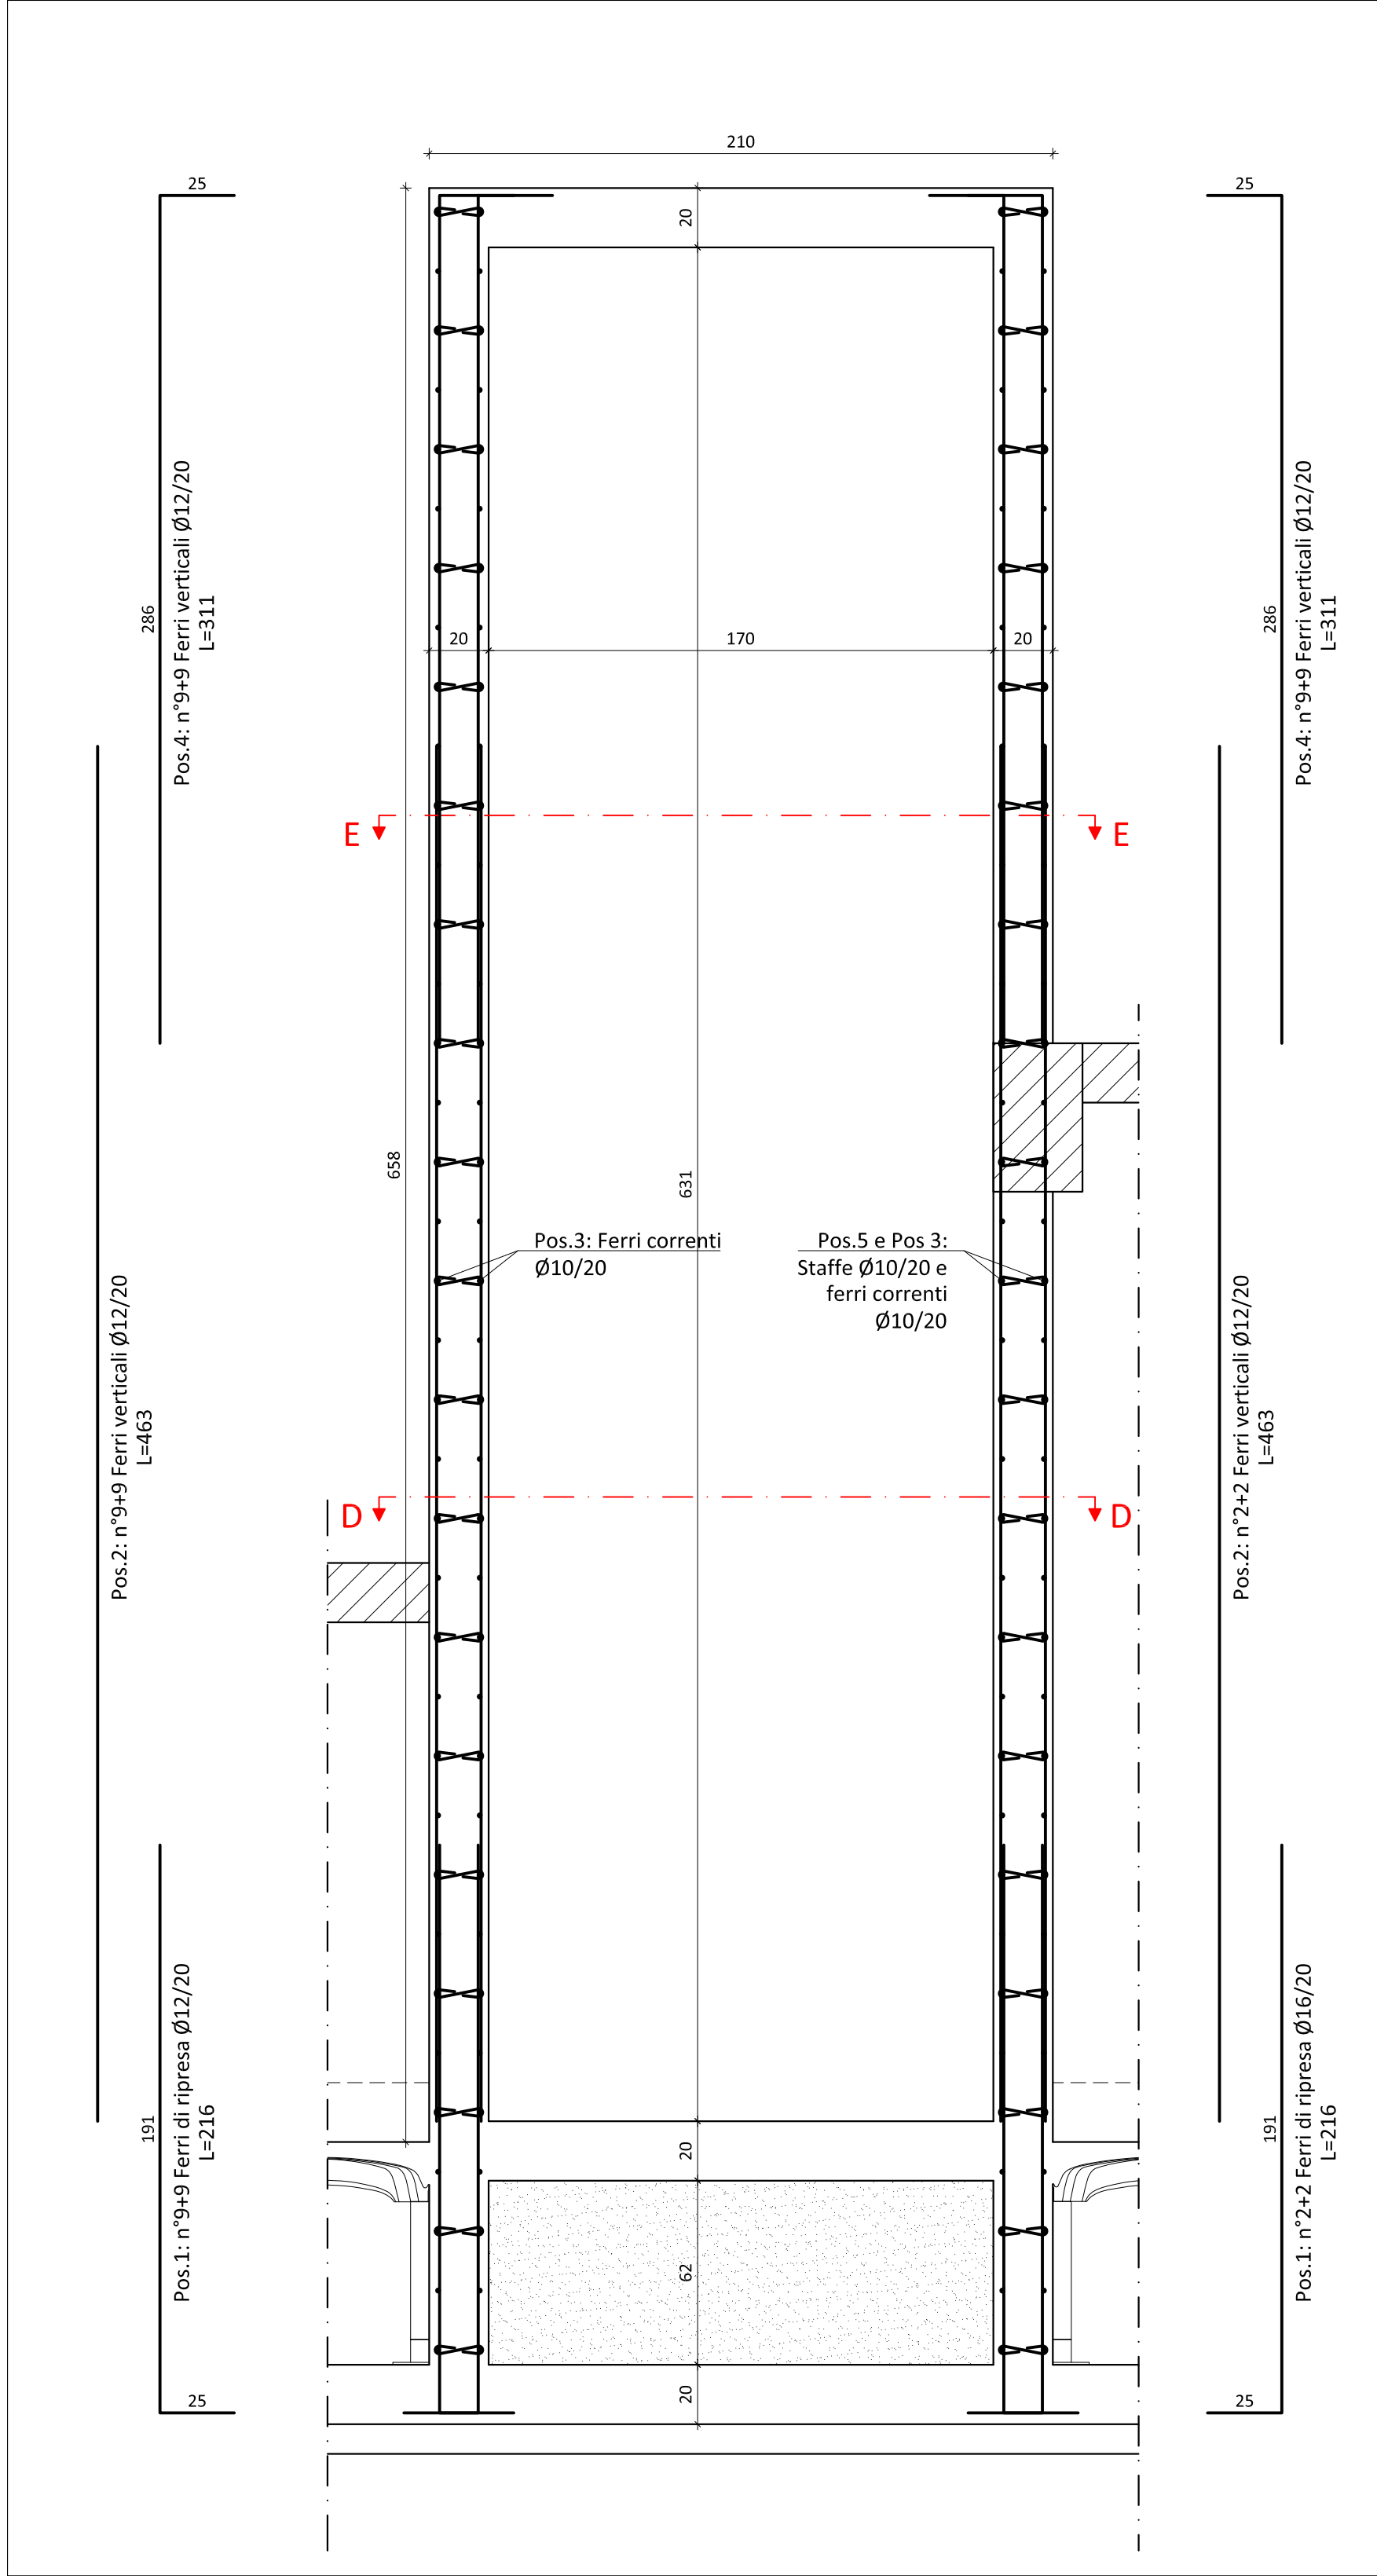 210
25
25
20
Pos.4: n°9+9 Ferri verticali Ø12/20
L=311
286
Pos.4: n°9+9 Ferri verticali Ø12/20
L=311
286
20
170
20
E
E
658
631
Pos.3: Ferri correnti
Ø10/20
Pos.5 e Pos 3:
Staffe Ø10/20 e
ferri correnti
Ø10/20
Pos.2: n°9+9 Ferri verticali Ø12/20
L=463
Pos.2: n°2+2 Ferri verticali Ø12/20
L=463
D
D
Pos.1: n°9+9 Ferri di ripresa Ø12/20
L=216
191
Pos.1: n°2+2 Ferri di ripresa Ø16/20
L=216
191
20
62
20
25
25